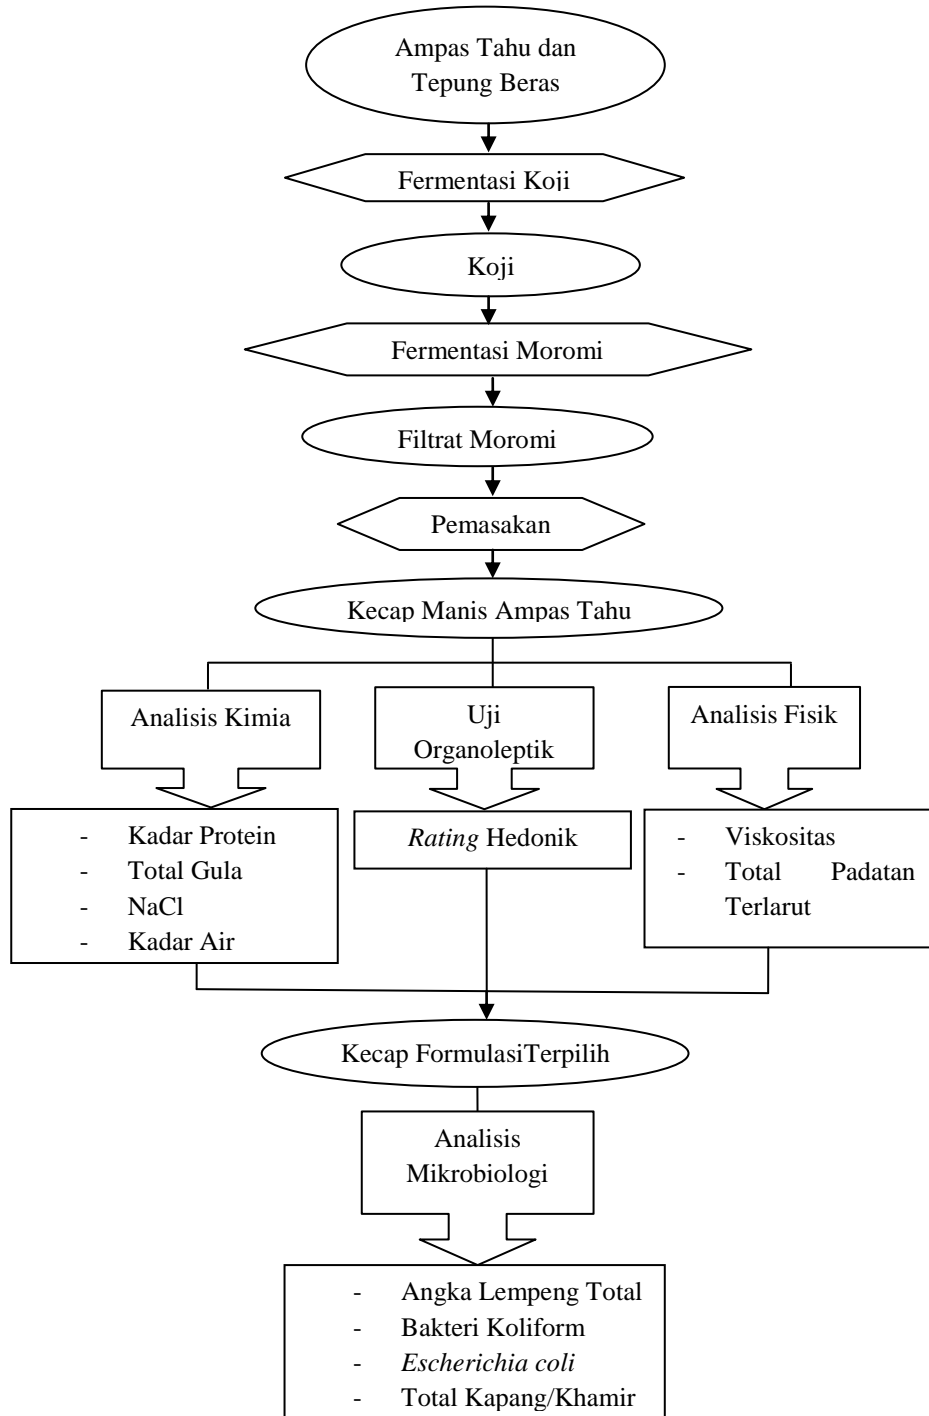 Ampas Tahu dan
Tepung Beras
Fermentasi Koji
Koji
Fermentasi Moromi
Filtrat Moromi
Pemasakan
Kecap Manis Ampas Tahu
Analisis Kimia
Uji
Organoleptik
Analisis Fisik
- Kadar Protein
- Total Gula
- NaCl
- Kadar Air
Rating Hedonik
- Viskositas
- Total Padatan
Terlarut
Kecap FormulasiTerpilih
Analisis
Mikrobiologi
- Angka Lempeng Total
- Bakteri Koliform
- Escherichia coli
- Total Kapang/Khamir